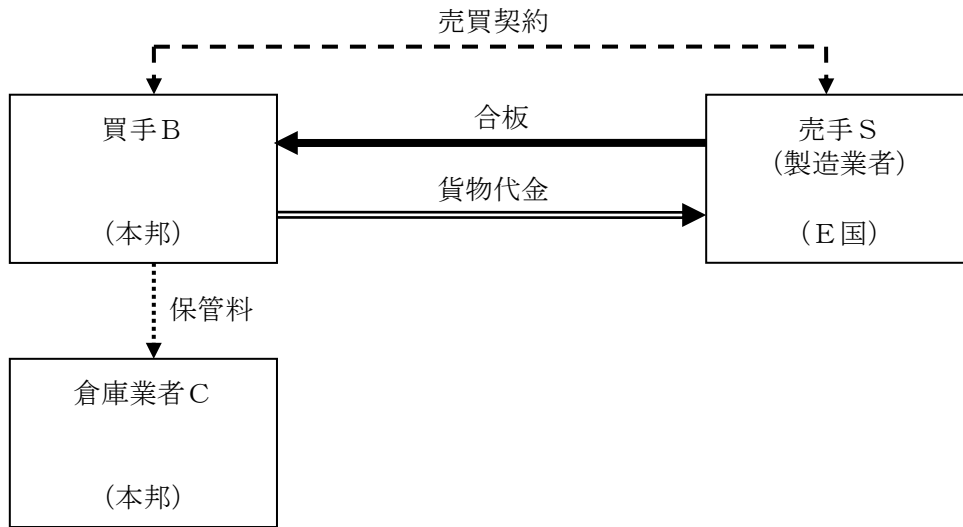 売買契約
買手Ｂ
（本邦）
合板
貨物代金
売手Ｓ
（製造業者）
（Ｅ国）
保管料
倉庫業者Ｃ
（本邦）